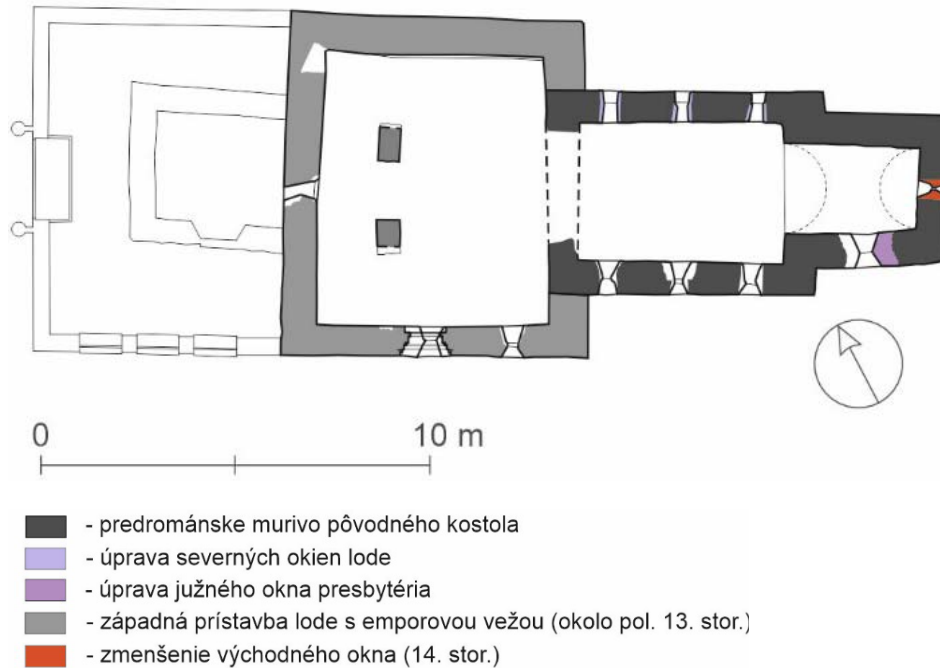 0 10 m
- predrománske murivo pôvodného kostola
- úprava severných okien lode
- úprava južného okna presbytéria
- západná prístavba lode s emporovou vežou (okolo pol. 13. stor.)
- zmenšenie východného okna (14. stor.)